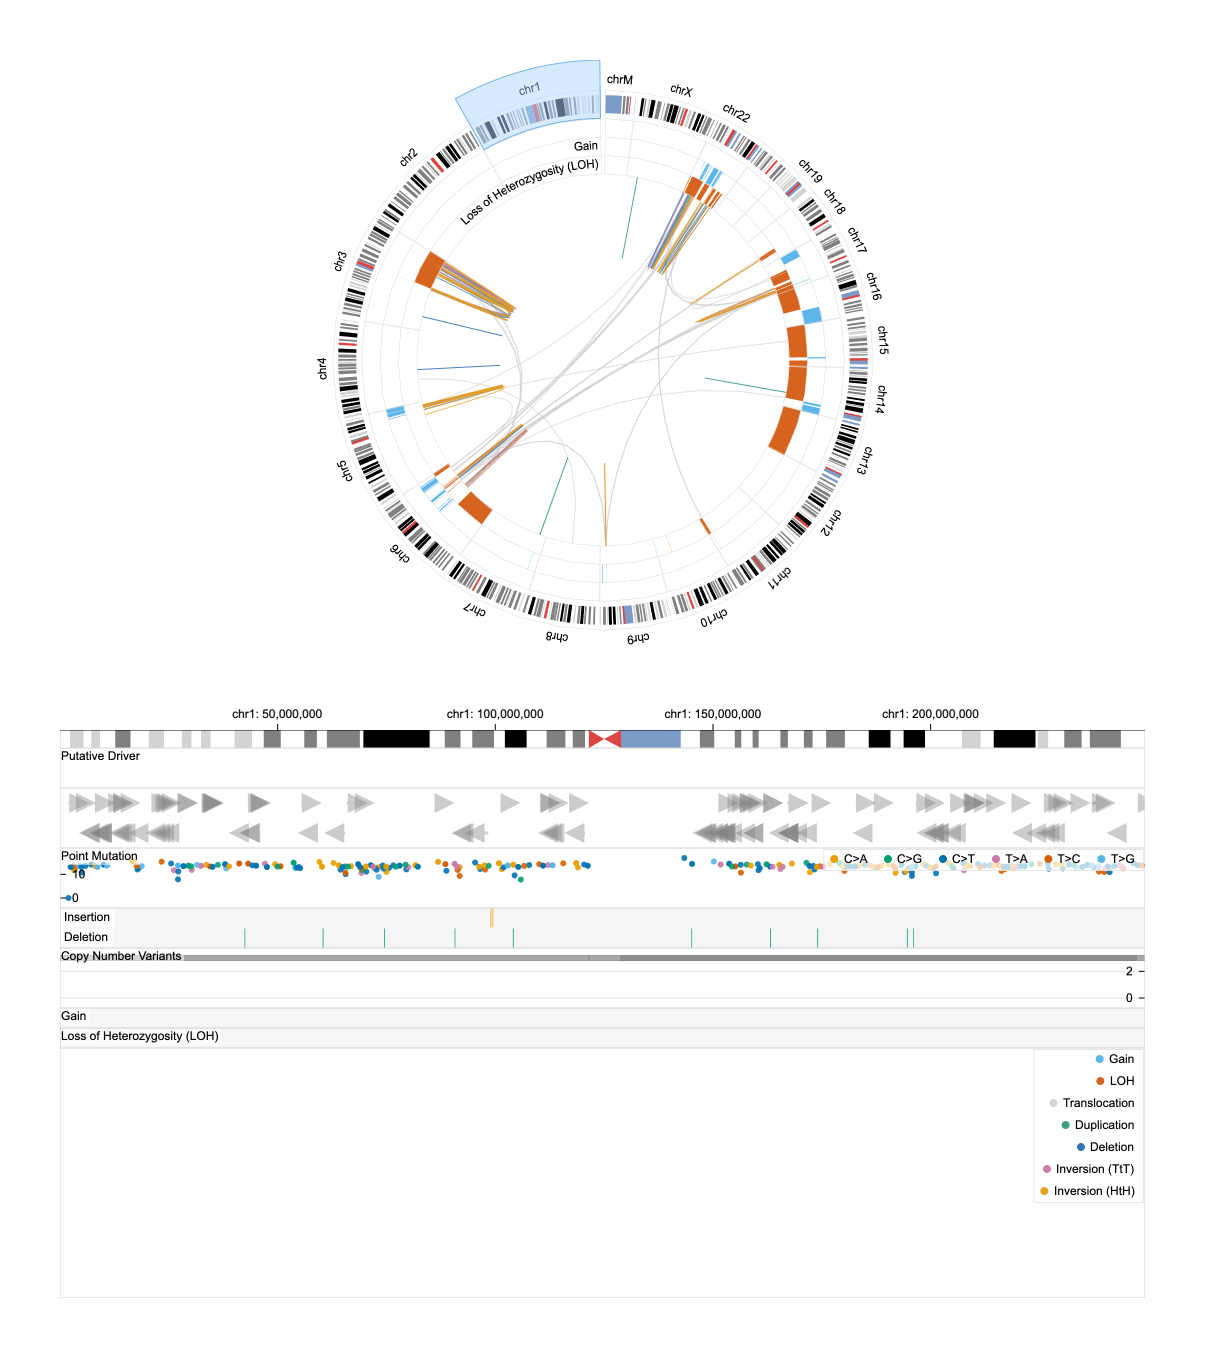 chrM
chrX
chr22
chr19
chr18
chr17
chr16
chr15
chr14
chr13
chr12
chr11
chr10
chr9
chr8
chr7
chr6
chr5
chr4
chr3
chr2
chr1
Gain
Loss of Heterozygosity (LOH)
chr1: 50,000,000 chr1: 100,000,000 chr1: 150,000,000 chr1: 200,000,000
Putative Driver
Point Mutation
C>A C>G C>T T>A T>C T>G
10
0
Insertion
Deletion
Copy Number Variants
2
0
Gain
Loss of Heterozygosity (LOH)
Gain
LOH
Translocation
Duplication
Deletion
Inversion (TtT)
Inversion (HtH)